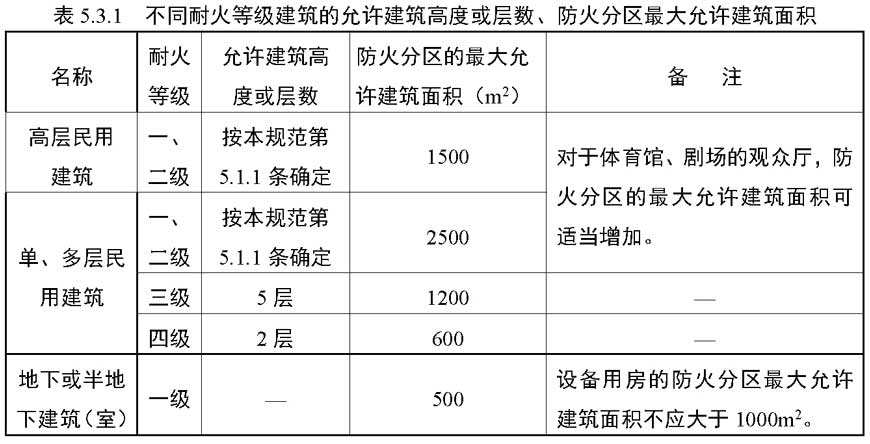 表 5.3.1 不同耐火等级建筑的允许建筑高度或层数、防火分区最大允许建筑面积
名称
耐火
等级
允许建筑高
度或层数
防火分区的最大允
许建筑面积（m²）
备 注
高层民用
建筑
一、
二级
按本规范第
5.1.1 条确定
1500
对于体育馆、剧场的观众厅，防
火分区的最大允许建筑面积可
适当增加。
单、多层民
用建筑
一、
二级
按本规范第
5.1.1 条确定
2500
三级
5 层
1200
—
四级
2 层
600
—
地下或半地
下建筑（室）
一级
—
500
设备用房的防火分区最大允许
建筑面积不应大于 1000m²。